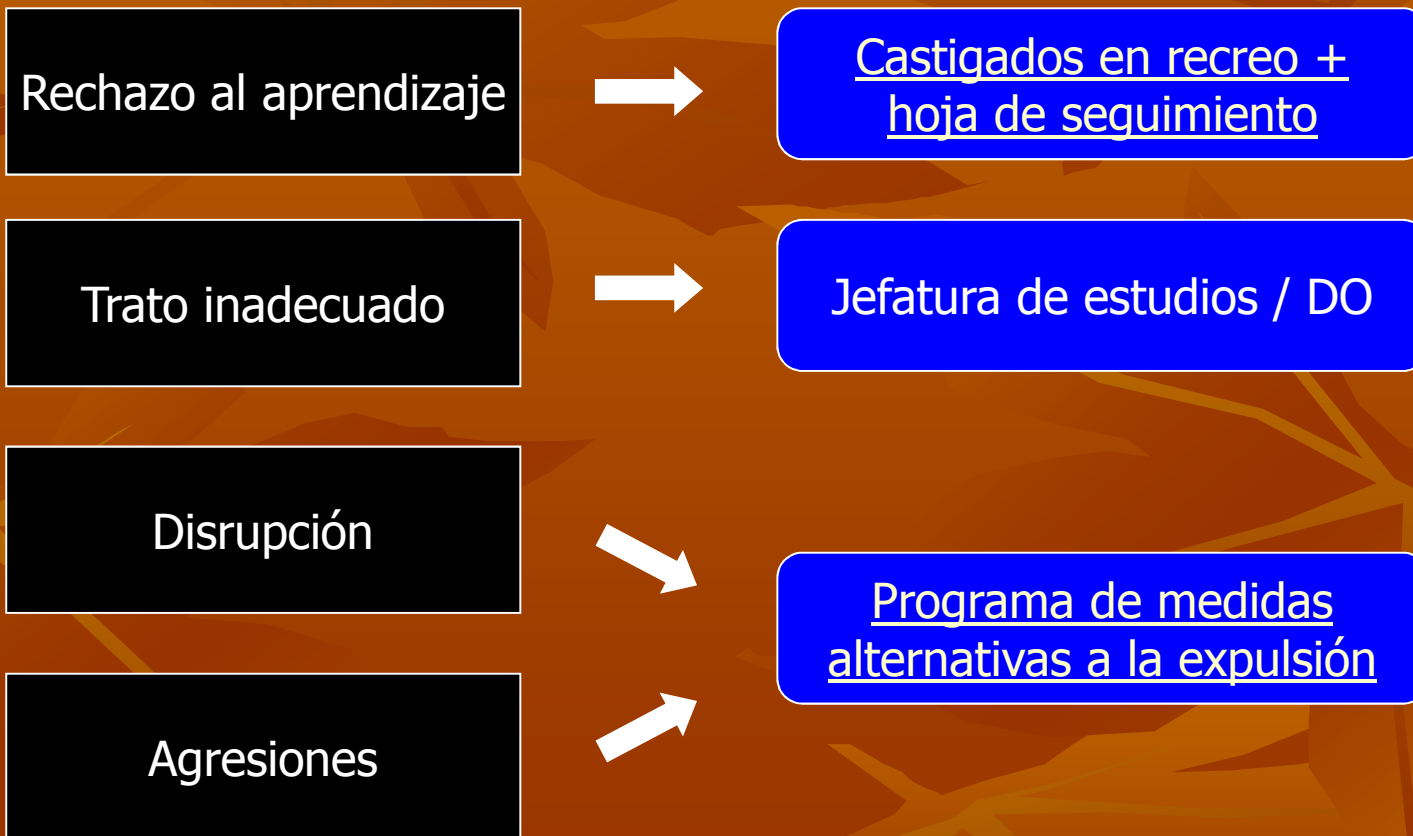 Rechazo al aprendizaje
Castigados en recreo +
hoja de seguimiento
Trato inadecuado
Jefatura de estudios / DO
Disrupción
Programa de medidas
alternativas a la expulsión
Agresiones